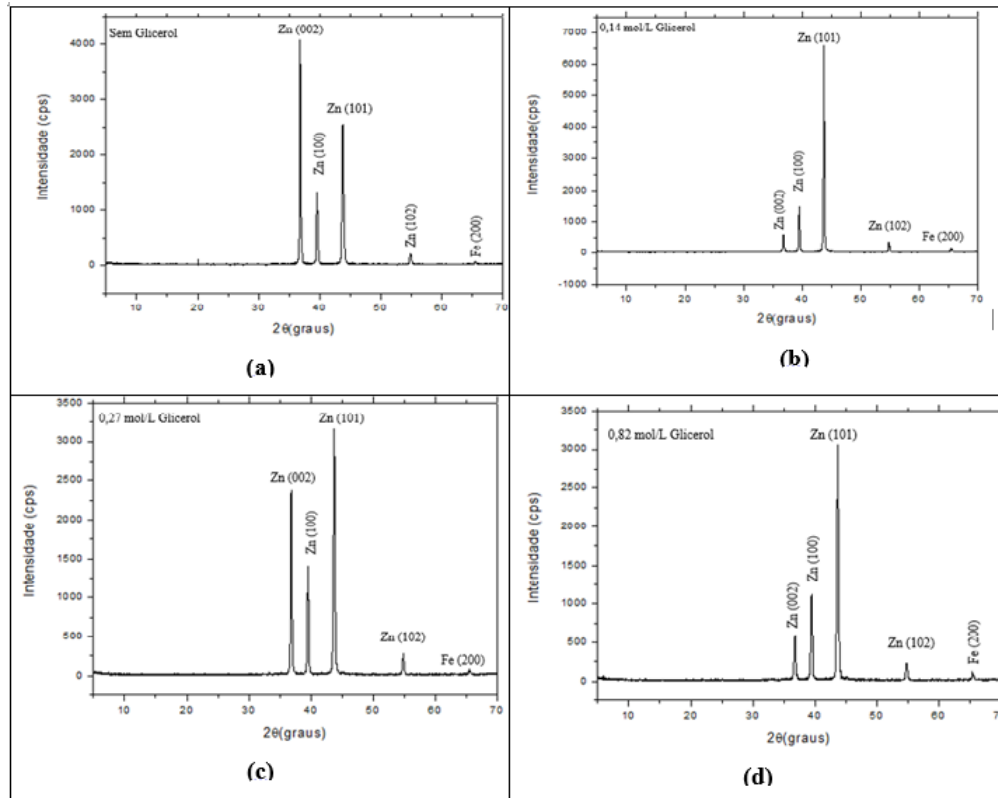 Sem Glicerol
Zn (002)
Zn (100)
Zn (101)
Zn (102)
Fe (200)
Intensidade (cps)
4000
3000
2000
1000
0
10 20 30 40 50 60 70
2θ(graus)
(a)
0,14 mol/L Glicerol
Zn (002)
Zn (100)
Zn (101)
Zn (102)
Fe (200)
Intensidade(cps)
7000
6000
5000
4000
3000
2000
1000
0
-1000
10 20 30 40 50 60 70
2θ(graus)
(b)
0,27 mol/L Glicerol
Zn (002)
Zn (100)
Zn (101)
Zn (102)
Fe (200)
Intensidade (cps)
3500
3000
2500
2000
1500
1000
500
0
10 20 30 40 50 60 70
2θ(graus)
(c)
0,82 mol/L Glicerol
Zn (002)
Zn (100)
Zn (101)
Zn (102)
Fe (200)
Intensidade (cps)
3500
3000
2500
2000
1500
1000
500
0
10 20 30 40 50 60 70
2θ(graus)
(d)